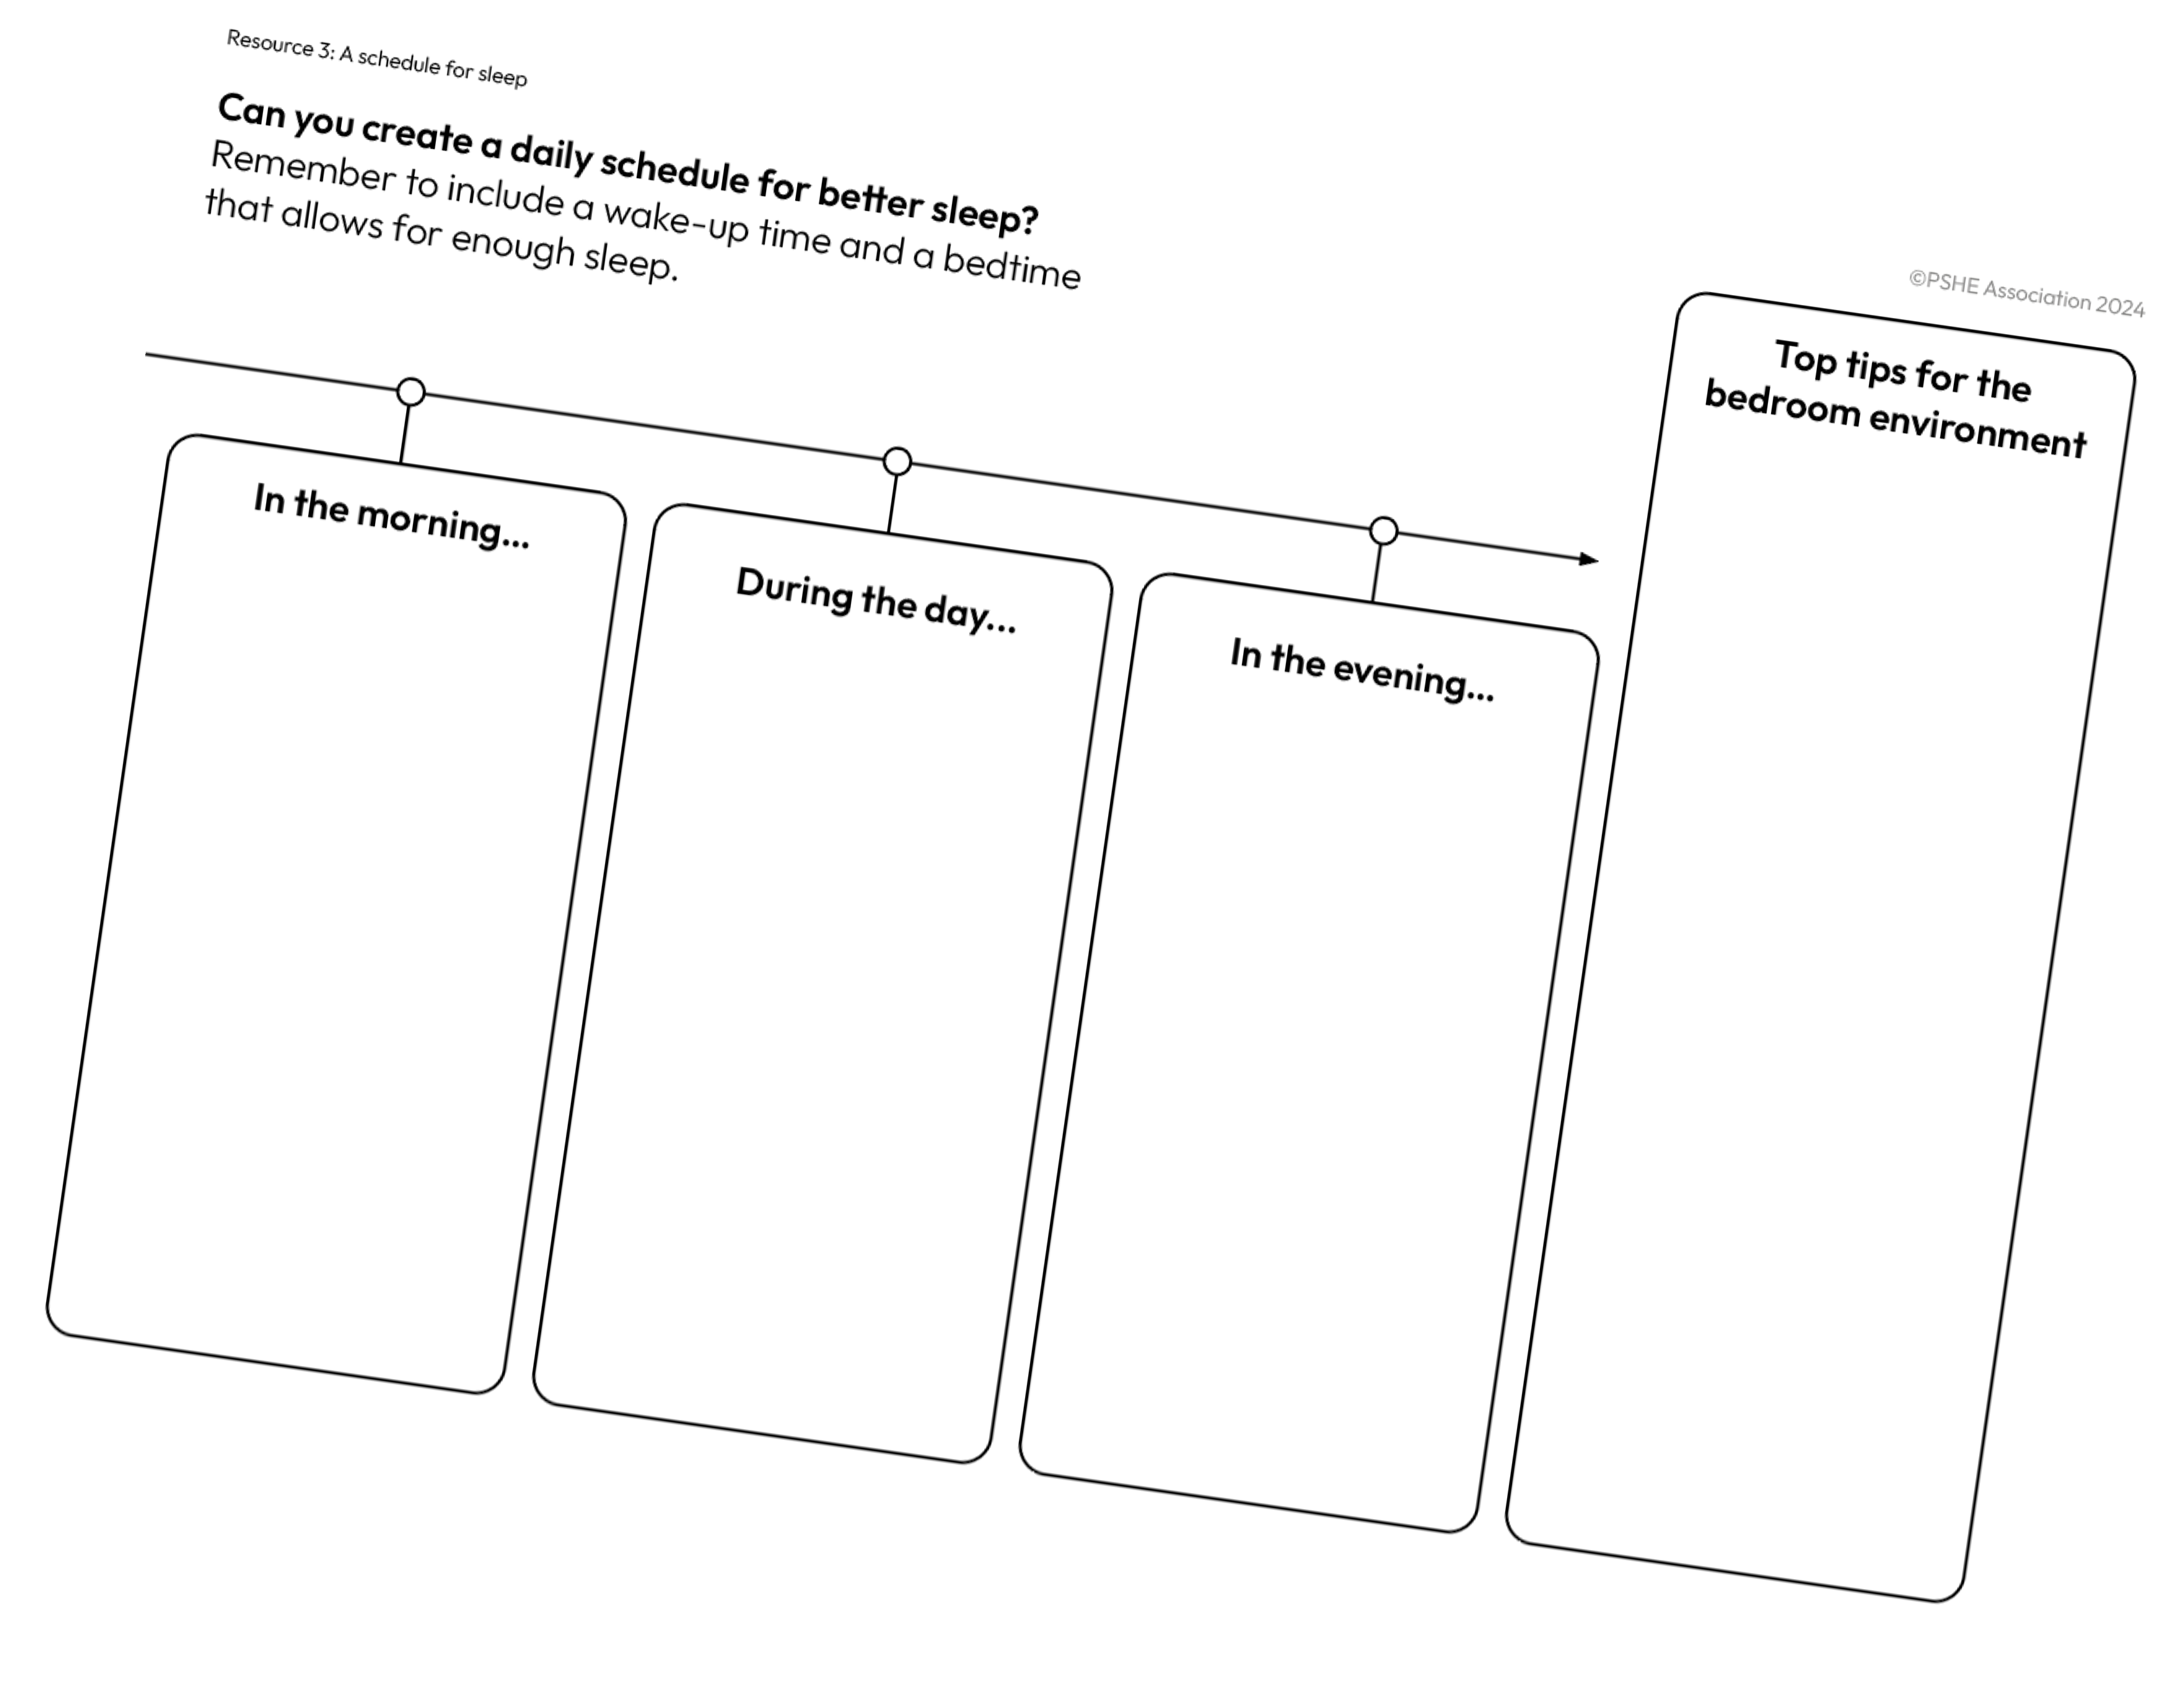 Resource 3: A schedule for sleep
Can you create a daily schedule for better sleep?
Remember to include a wake-up time and a bedtime
that allows for enough sleep.
©PSHE Association 2024
In the morning...
During the day...
In the evening...
Top tips for the
bedroom environment